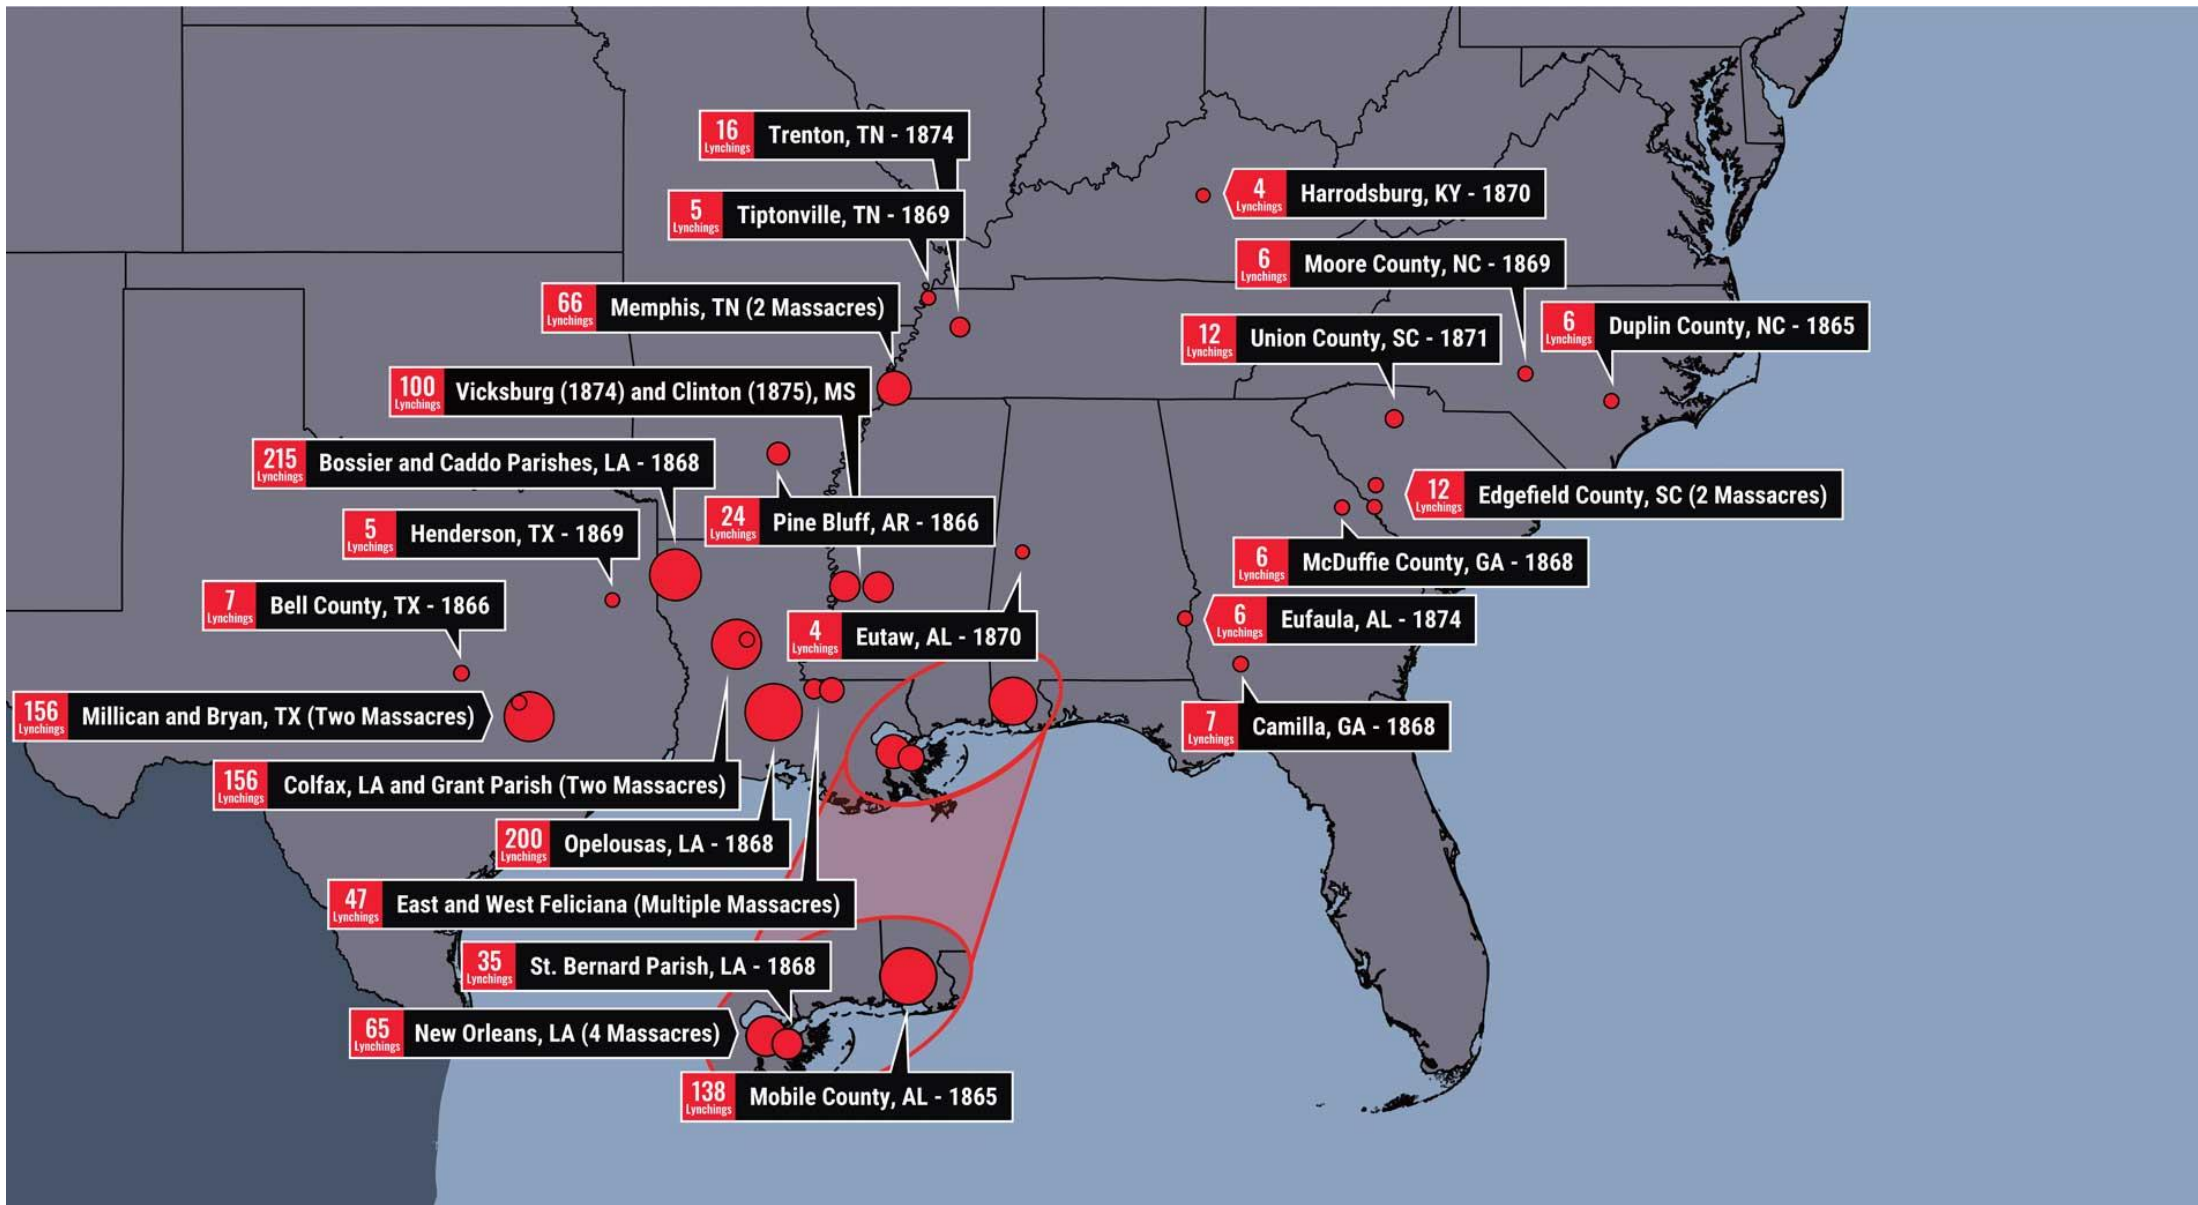 16
Lynchings
Trenton, TN - 1874
5
Lynchings
Tiptonville, TN - 1869
4
Lynchings
Harrodsburg, KY - 1870
6
Lynchings
Moore County, NC - 1869
66
Lynchings
Memphis, TN (2 Massacres)
6
Lynchings
Duplin County, NC - 1865
12
Lynchings
Union County, SC - 1871
100
Lynchings
Vicksburg (1874) and Clinton (1875), MS
215
Lynchings
Bossier and Caddo Parishes, LA - 1868
12
Lynchings
Edgefield County, SC (2 Massacres)
24
Lynchings
Pine Bluff, AR - 1866
5
Lynchings
Henderson, TX - 1869
6
Lynchings
McDuffie County, GA - 1868
7
Lynchings
Bell County, TX - 1866
4
Lynchings
Eutaw, AL - 1870
6
Lynchings
Eufaula, AL - 1874
156
Lynchings
Millican and Bryan, TX (Two Massacres)
7
Lynchings
Camilla, GA - 1868
156
Lynchings
Colfax, LA and Grant Parish (Two Massacres)
200
Lynchings
Opelousas, LA - 1868
47
Lynchings
East and West Feliciana (Multiple Massacres)
35
Lynchings
St. Bernard Parish, LA - 1868
65
Lynchings
New Orleans, LA (4 Massacres)
138
Lynchings
Mobile County, AL - 1865